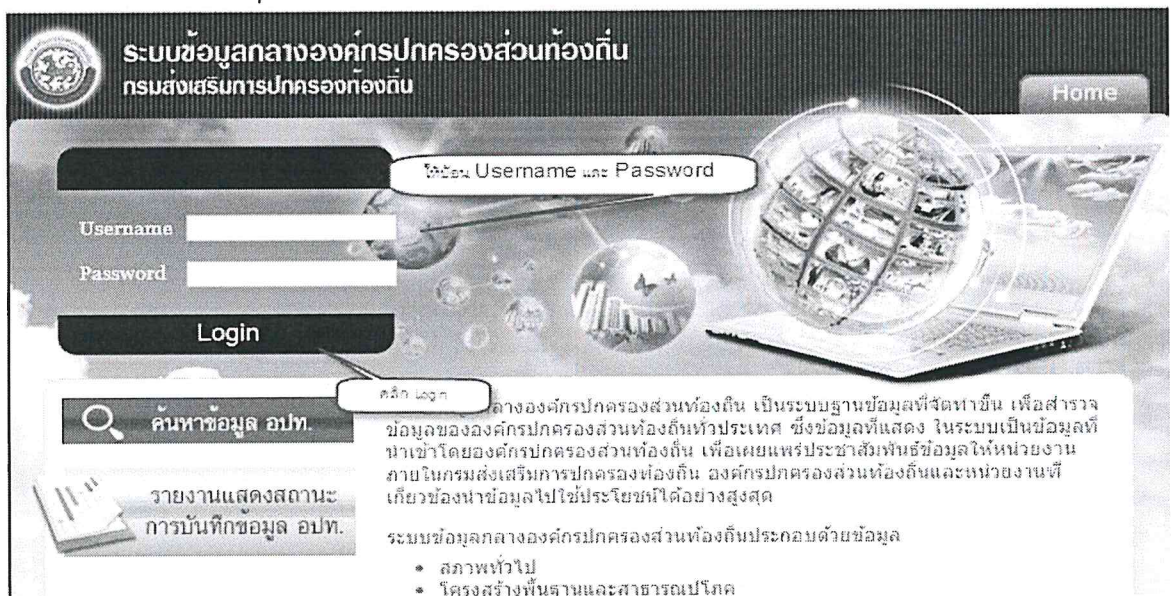 ระบบข้อมูลกลางองค์กรปกครองส่วนท้องถิ่น
กรมส่งเสริมการปกครองท้องถิ่น
Home
ให้ป้อน Username และ Password
Username
Password
Login
คลิก Login
ค้นหาข้อมูล อปท.
รายงานแสดงสถานะ
การบันทึกข้อมูล อปท.
ลางองค์กรปกครองส่วนท้องถิ่น เป็นระบบฐานข้อมูลที่จัดทำขึ้น เพื่อสำรวจ
ข้อมูลขององค์กรปกครองส่วนท้องถิ่นทั่วประเทศ ซึ่งข้อมูลที่แสดง ในระบบเป็นข้อมูลที่
นำเข้าโดยองค์กรปกครองส่วนท้องถิ่น เพื่อเผยแพร่ประชาสัมพันธ์ข้อมูลให้หน่วยงาน
ภายในกรมส่งเสริมการปกครองท้องถิ่น องค์กรปกครองส่วนท้องถิ่นและหน่วยงานที่
เกี่ยวข้องนำข้อมูลไปใช้ประโยชน์ได้อย่างสูงสุด
ระบบข้อมูลกลางองค์กรปกครองส่วนท้องถิ่นประกอบด้วยข้อมูล
• สภาพทั่วไป
• โครงสร้างพื้นฐานและสาธารณูปโภค